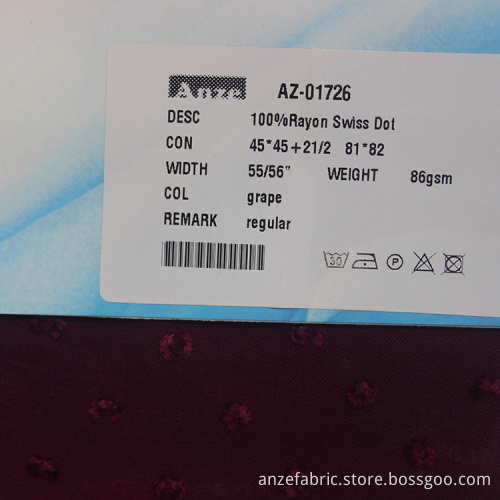 Anze AZ-01726
DESC 100%Rayon Swiss Dot
CON 45*45+21/2 81*82
WIDTH 55/56" WEIGHT 86gsm
COL grape
REMARK regular
30 P
anzefabric.store.bossgoo.com